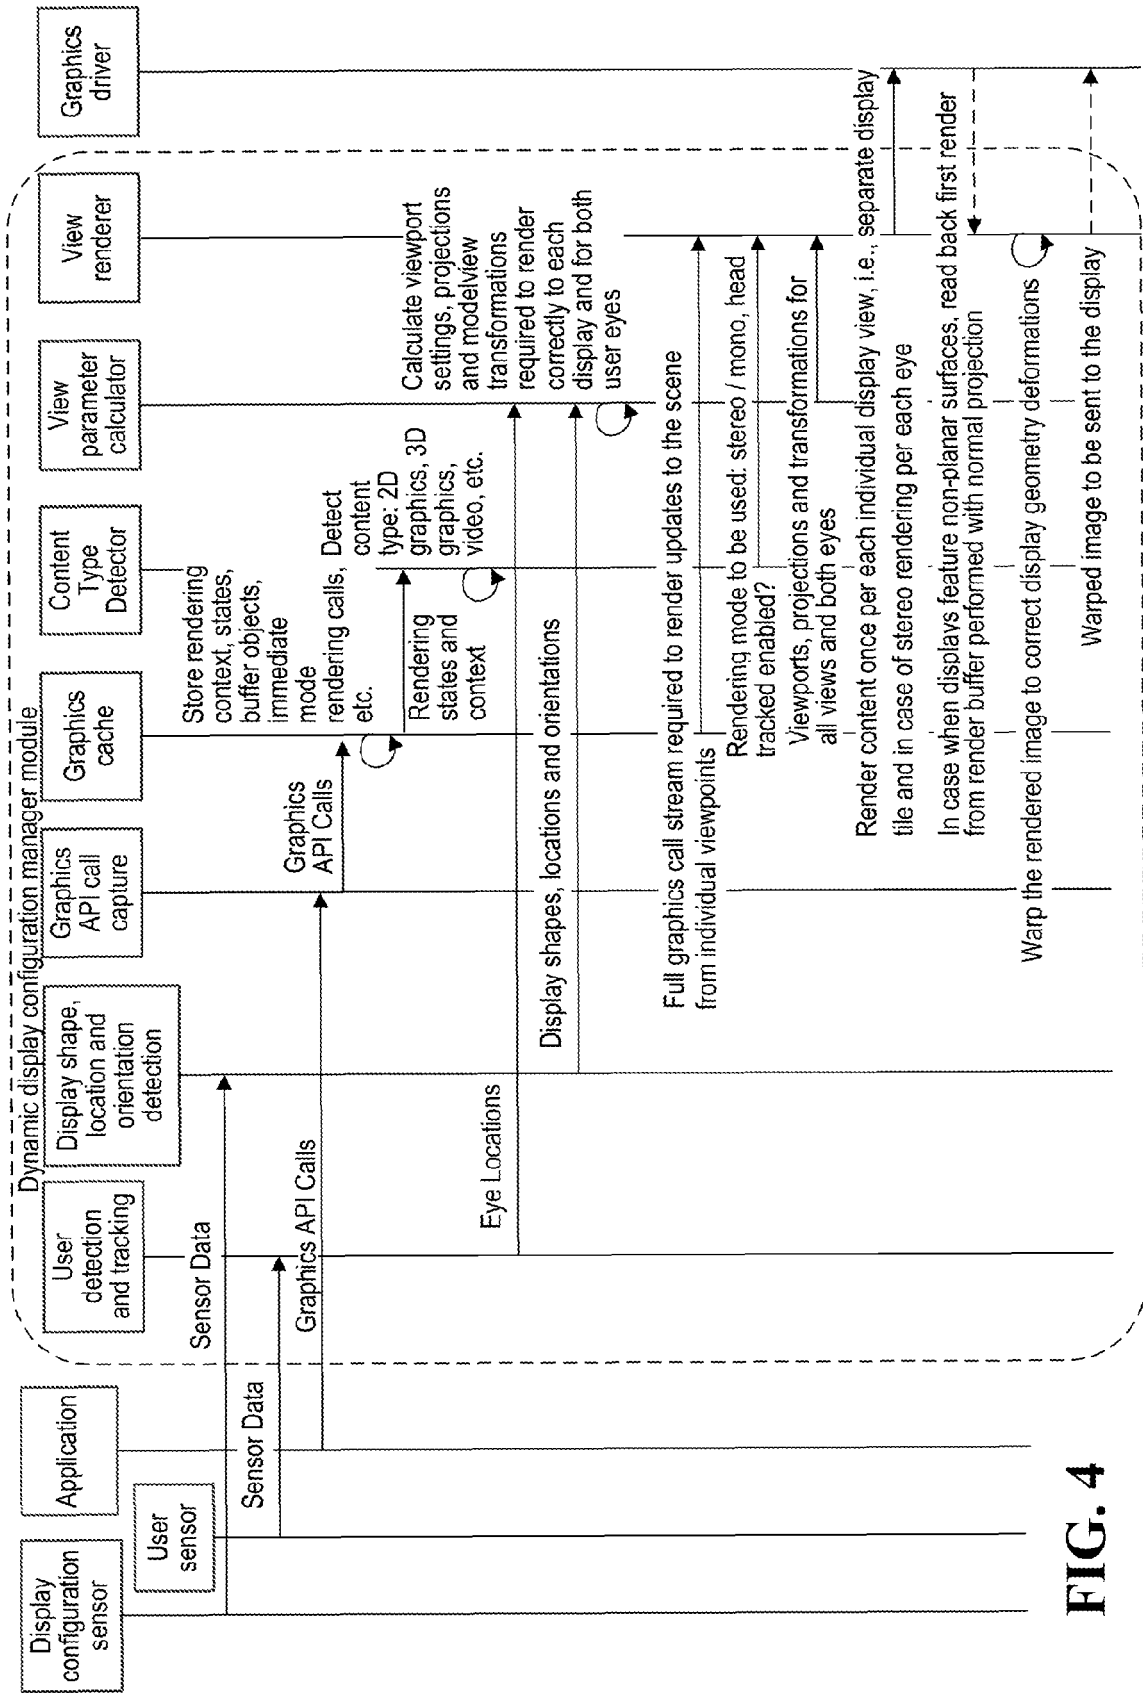 Dynamic display configuration manager module
Display
configuration
sensor
User
sensor
Application
User
detection
and tracking
Display shape,
location and
orientation
detection
Graphics
API call
capture
Graphics
cache
Content
Type
Detector
View
parameter
calculator
View
renderer
Graphics
driver
Sensor Data
Sensor Data
Graphics API Calls
Graphics
API Calls
Store rendering
context, states,
buffer objects,
immediate
mode
rendering calls,
etc.
Rendering
states and
context
Detect
content
type: 2D
graphics, 3D
graphics,
video, etc.
Eye Locations
Display shapes, locations and orientations
Calculate viewport
settings, projections
and modelview
transformations
required to render
correctly to each
display and for both
user eyes
Full graphics call stream required to render updates to the scene
from individual viewpoints
Rendering mode to be used: stereo / mono, head
tracked enabled?
Viewports, projections and transformations for
all views and both eyes
Render content once per each individual display view, i.e., separate display
tile and in case of stereo rendering per each eye
In case when displays feature non-planar surfaces, read back first render
from render buffer performed with normal projection
Warp the rendered image to correct display geometry deformations
Warped image to be sent to the display
FIG. 4